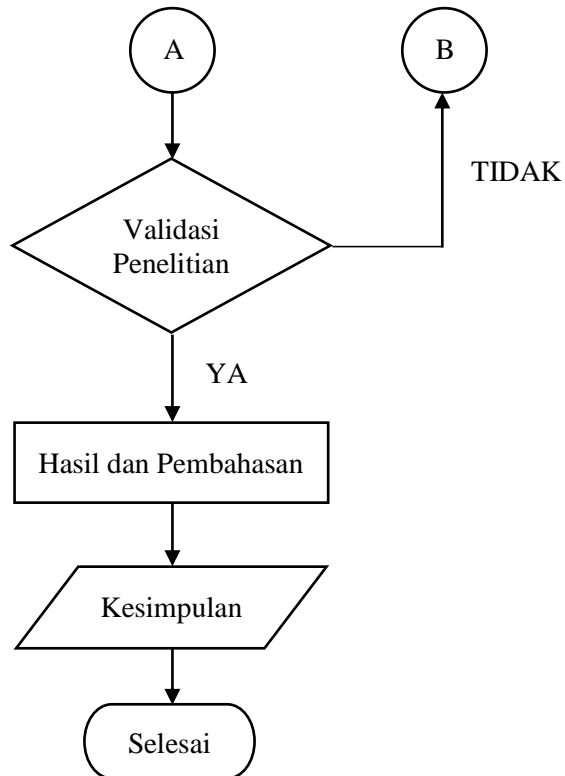 A
B
TIDAK
Validasi
Penelitian
YA
Hasil dan Pembahasan
Kesimpulan
Selesai